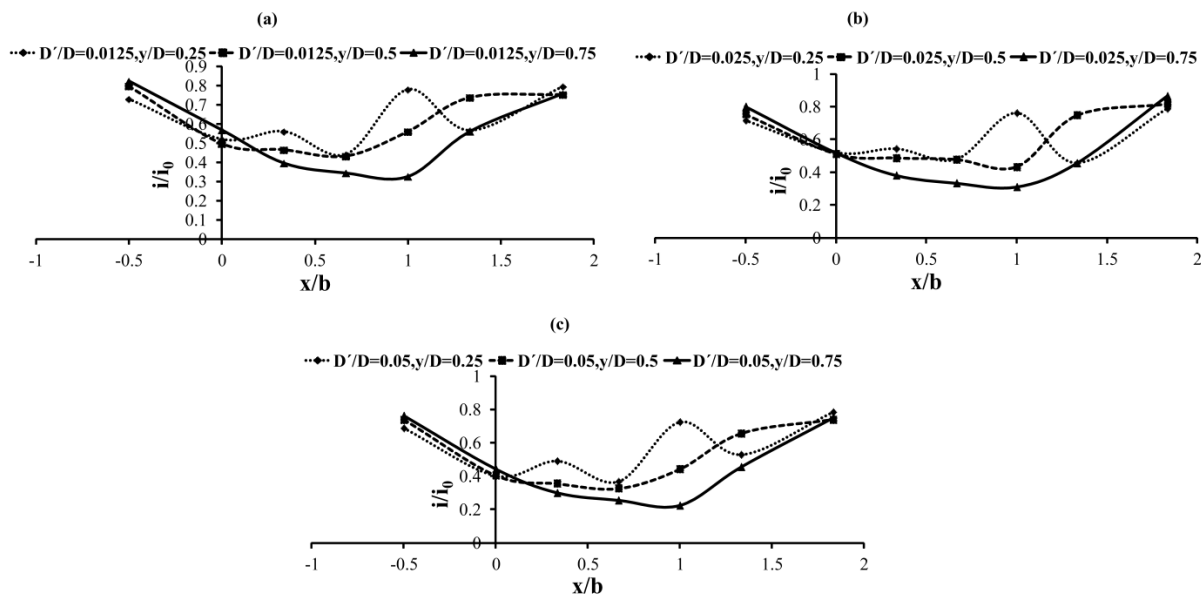 (a)
D´/D=0.0125,y/D=0.25 D´/D=0.0125,y/D=0.5 D´/D=0.0125,y/D=0.75
0.9
0.8
0.7
0.6
0.5
0.4
0.3
0.2
0.1
0
i/i0
-1 -0.5 0 0.5 1 1.5 2
x/b
(b)
D´/D=0.025,y/D=0.25 D´/D=0.025,y/D=0.5 D´/D=0.025,y/D=0.75
1
0.8
0.6
0.4
0.2
0
i/i0
-1 -0.5 0 0.5 1 1.5 2
x/b
(c)
D´/D=0.05,y/D=0.25 D´/D=0.05,y/D=0.5 D´/D=0.05,y/D=0.75
1
0.8
0.6
0.4
0.2
0
i/i0
-1 -0.5 0 0.5 1 1.5 2
x/b